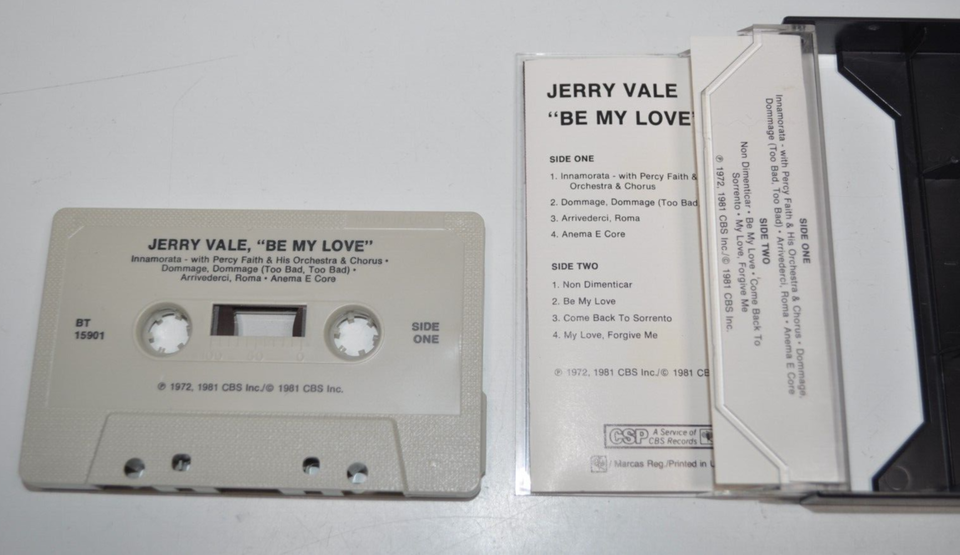 JERRY VALE, “BE MY LOVE”
Innamorata - with Percy Faith & His Orchestra & Chorus •
Dommage, Dommage (Too Bad, Too Bad) •
Arrivederci, Roma • Anema E Core
BT
15901
SIDE
ONE
℗ 1972, 1981 CBS Inc./© 1981 CBS Inc.
JERRY VALE
“BE MY LOVE”
SIDE ONE
1. Innamorata - with Percy Faith &
Orchestra & Chorus
2. Dommage, Dommage (Too Bad
3. Arrivederci, Roma
4. Anema E Core
SIDE TWO
1. Non Dimenticar
2. Be My Love
3. Come Back To Sorrento
4. My Love, Forgive Me
℗ 1972, 1981 CBS Inc./© 1981 CB
CSP A Service of
CBS Records
/ Marcas Reg./Printed in U
SIDE ONE
Innamorata - with Percy Faith & His Orchestra & Chorus • Dommage,
Dommage (Too Bad, Too Bad) • Arrivederci, Roma • Anema E Core
SIDE TWO
Non Dimenticar • Be My Love • Come Back To
Sorrento • My Love, Forgive Me
℗ 1972, 1981 CBS Inc./© 1981 CBS Inc.